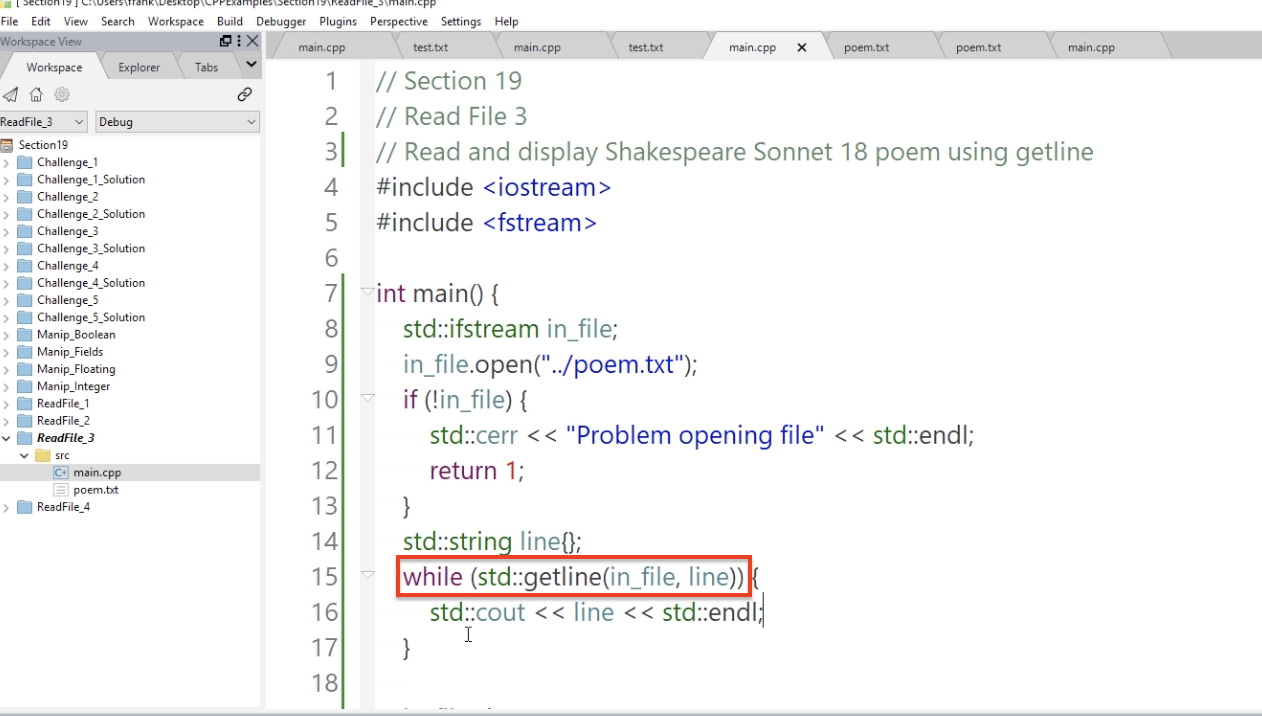 [ Section19 ] C:\Users\frank\Desktop\CPPExamples\Section19\ReadFile_3\main.cpp
File Edit View Search Workspace Build Debugger Plugins Perspective Settings Help
Workspace View
main.cpp test.txt main.cpp test.txt main.cpp poem.txt poem.txt main.cpp
Workspace Explorer Tabs
ReadFile_3 Debug
Section19
Challenge_1
Challenge_1_Solution
Challenge_2
Challenge_2_Solution
Challenge_3
Challenge_3_Solution
Challenge_4
Challenge_4_Solution
Challenge_5
Challenge_5_Solution
Manip_Boolean
Manip_Fields
Manip_Floating
Manip_Integer
ReadFile_1
ReadFile_2
ReadFile_3
src
main.cpp
poem.txt
ReadFile_4
1 // Section 19
2 // Read File 3
3 // Read and display Shakespeare Sonnet 18 poem using getline
4 #include <iostream>
5 #include <fstream>
6
7 int main() {
8 std::ifstream in_file;
9 in_file.open("../poem.txt");
10 if (!in_file) {
11 std::cerr << "Problem opening file" << std::endl;
12 return 1;
13 }
14 std::string line{};
15 while (std::getline(in_file, line)) {
16 std::cout << line << std::endl;
17 }
18